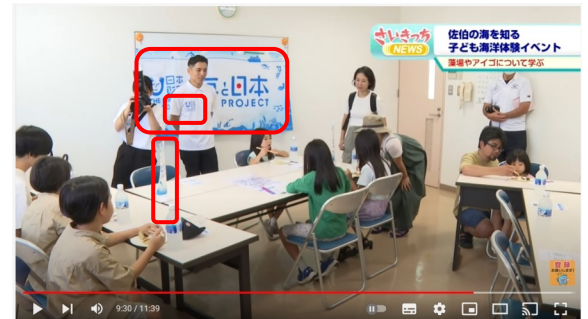 さいきっち
NEWS
佐伯の海を知る
子ども海洋体験イベント
藻場やアイゴについて学ぶ
と日本
PROJECT
9:30 / 11:39